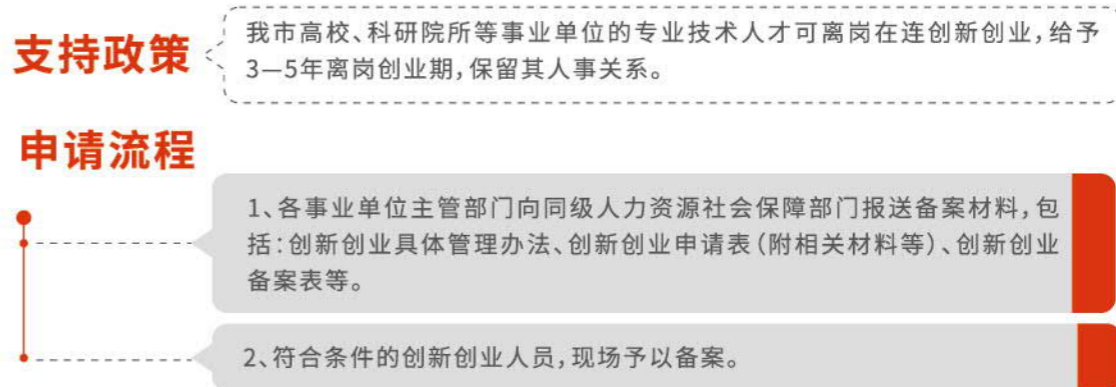 支持政策
我市高校、科研院所等事业单位的专业技术人才可离岗在连创新创业,给予
3—5年离岗创业期,保留其人事关系。
申请流程
1、各事业单位主管部门向同级人力资源社会保障部门报送备案材料,包
括:创新创业具体管理办法、创新创业申请表(附相关材料等)、创新创业
备案表等。
2、符合条件的创新创业人员,现场予以备案。